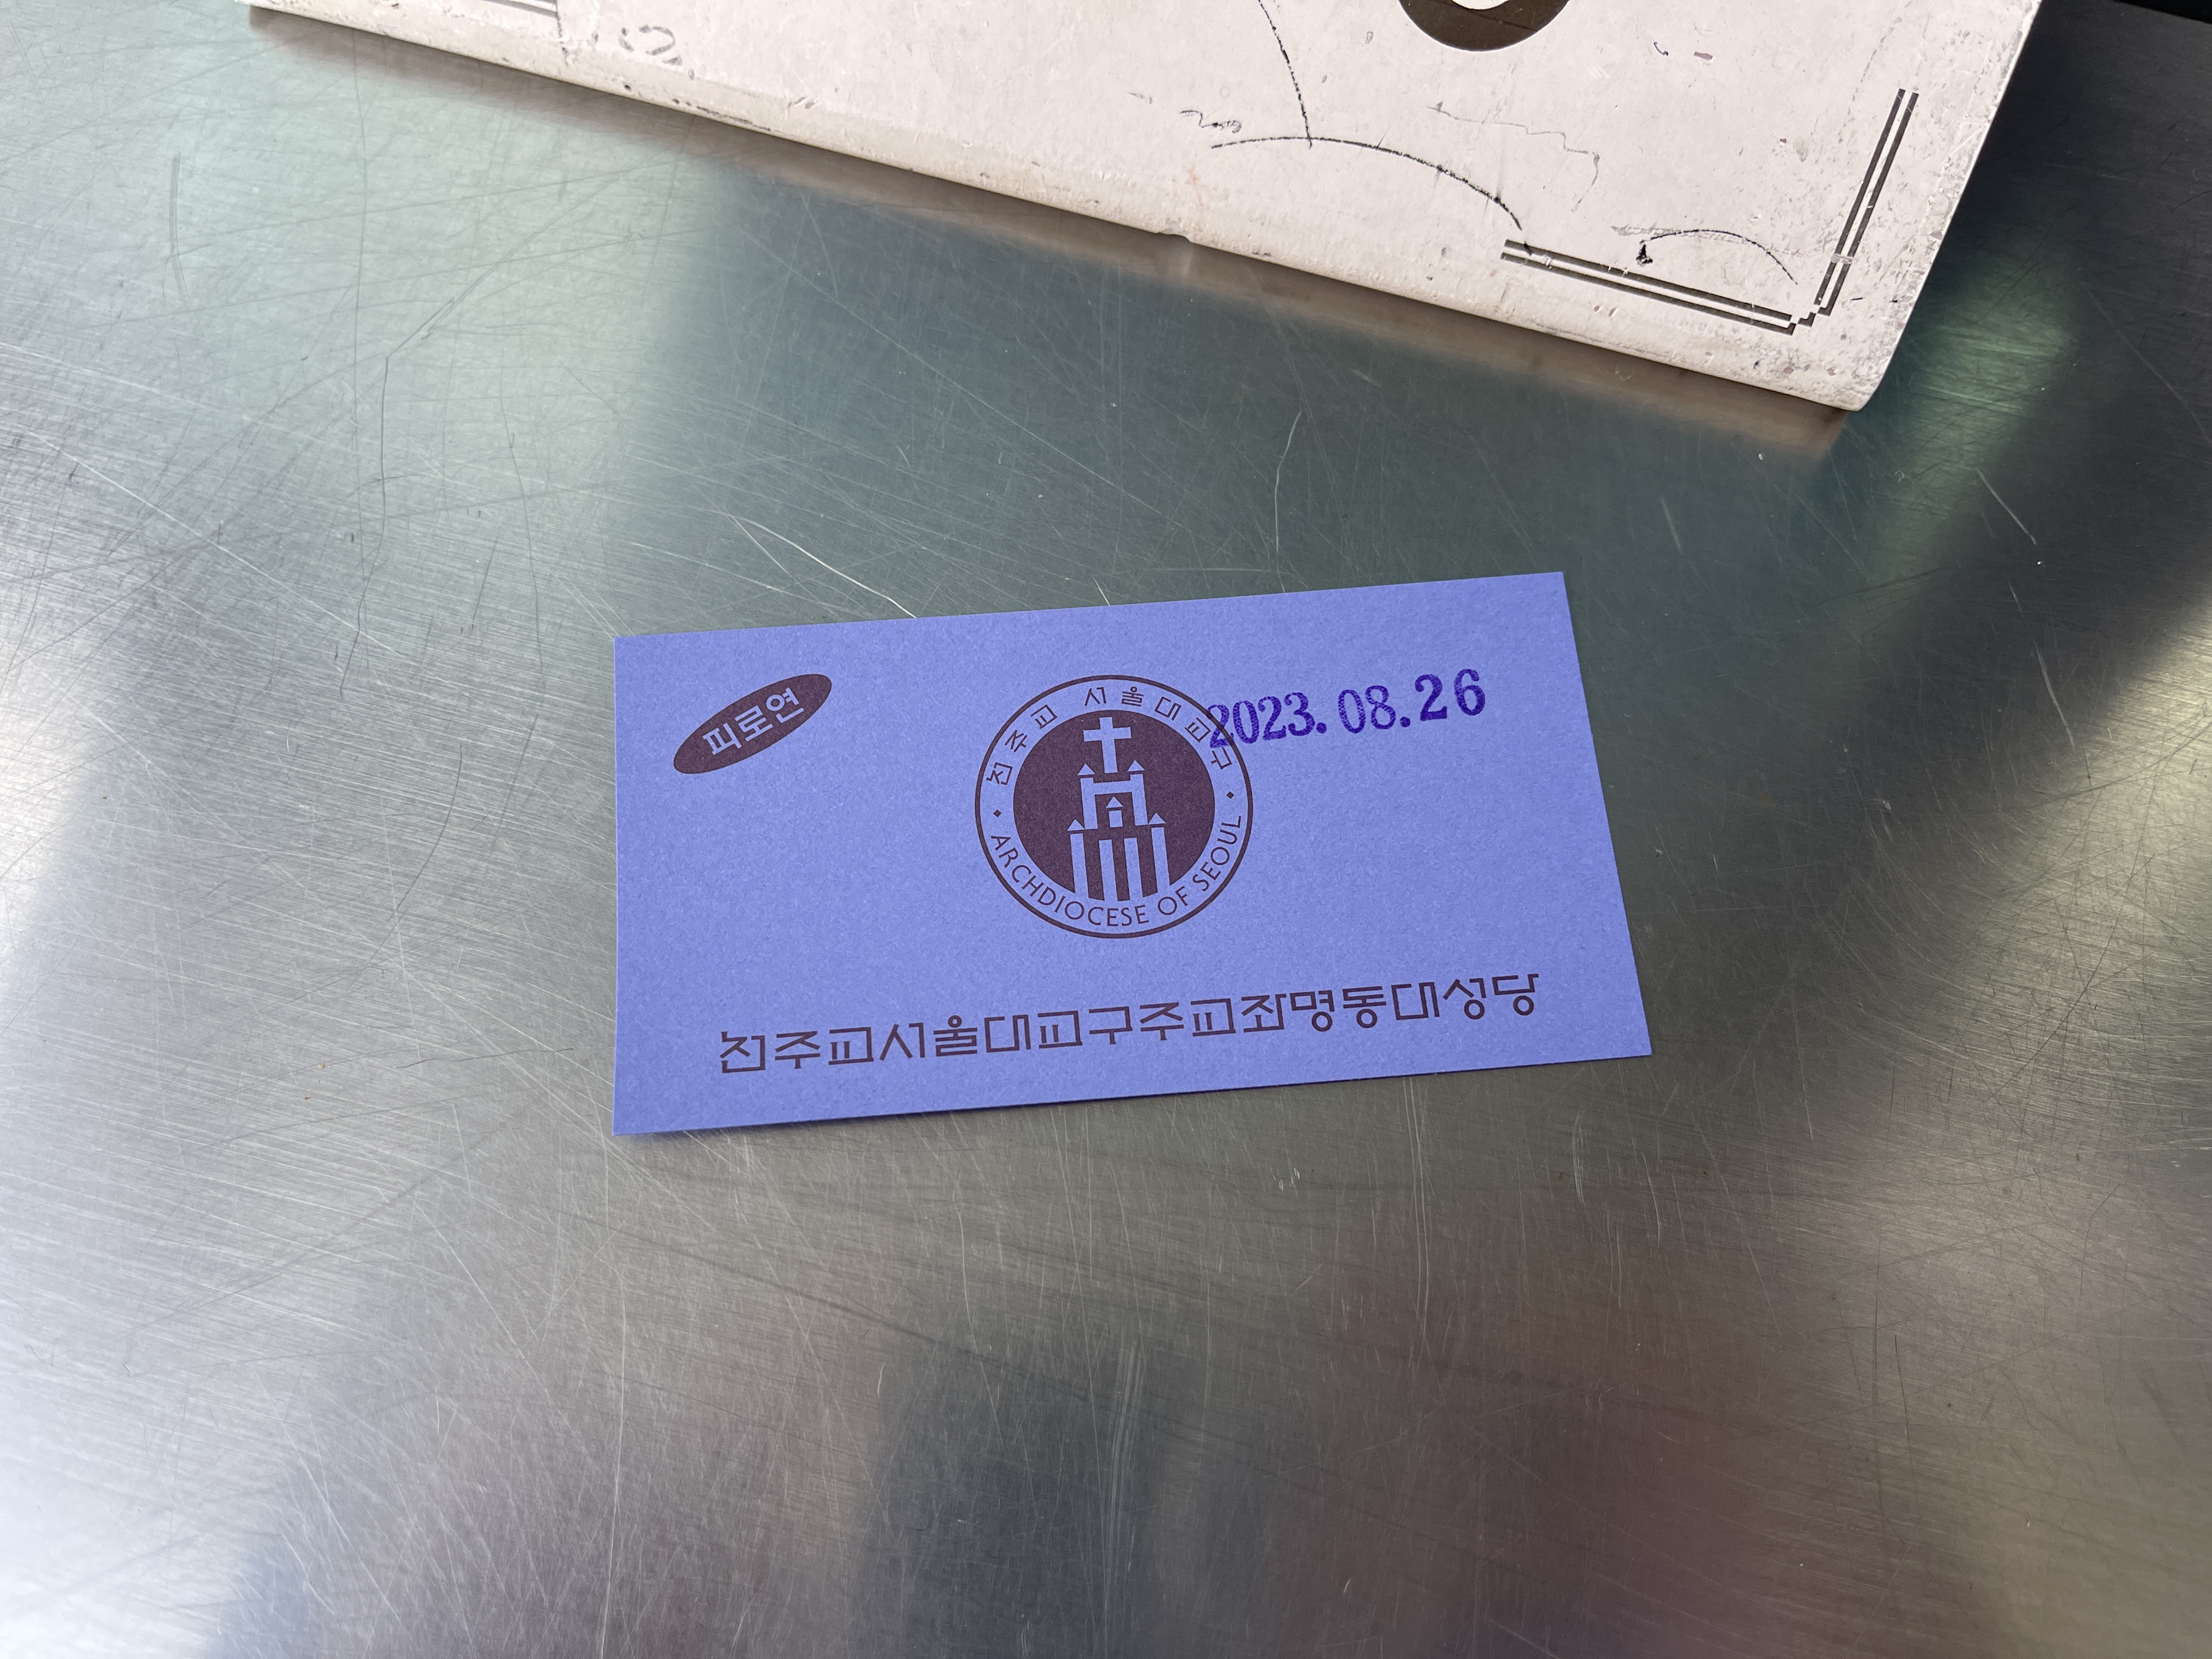 피로연
천주교 서울대교구
ARCHDIOCESE OF SEOUL
2023. 08. 26
천주교서울대교구주교좌명동대성당